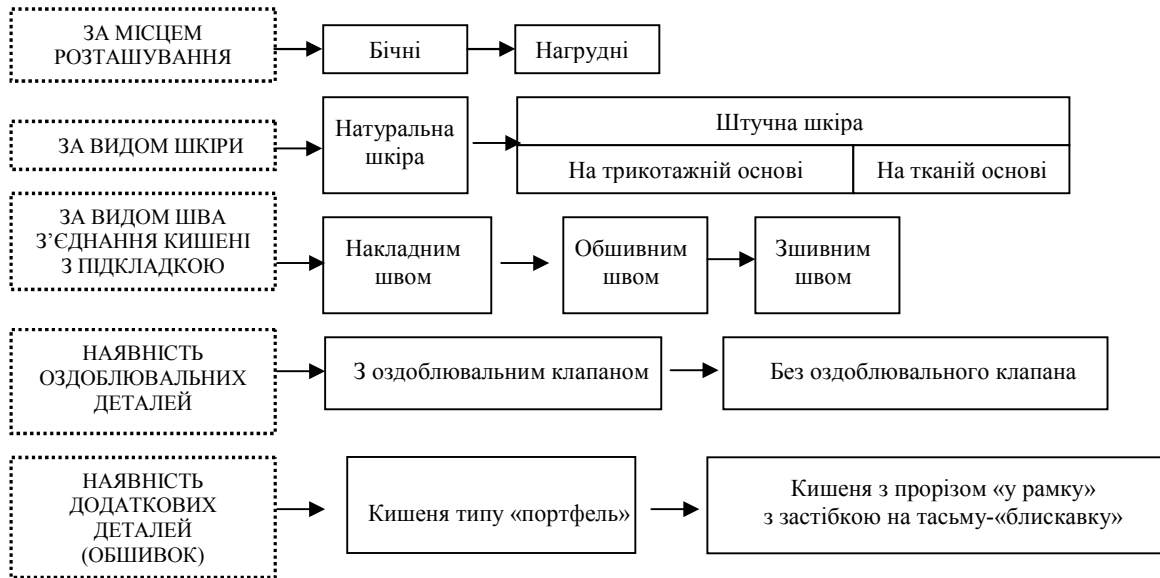 ЗА МІСЦЕМ
РОЗТАШУВАННЯ
Бічні
Нагрудні
ЗА ВИДОМ ШКІРИ
Натуральна
шкіра
Штучна шкіра
На трикотажній основі
На тканій основі
ЗА ВИДОМ ШВА
З’ЄДНАННЯ КИШЕНІ
З ПІДКЛАДКОЮ
Накладним
швом
Обшивним
швом
Зшивним
швом
НАЯВНІСТЬ
ОЗДОБЛЮВАЛЬНИХ
ДЕТАЛЕЙ
З оздоблювальним клапаном
Без оздоблювального клапана
НАЯВНІСТЬ
ДОДАТКОВИХ
ДЕТАЛЕЙ
(ОБШИВОК)
Кишеня типу «портфель»
Кишеня з прорізом «у рамку»
з застібкою на тасьму-«блискавку»